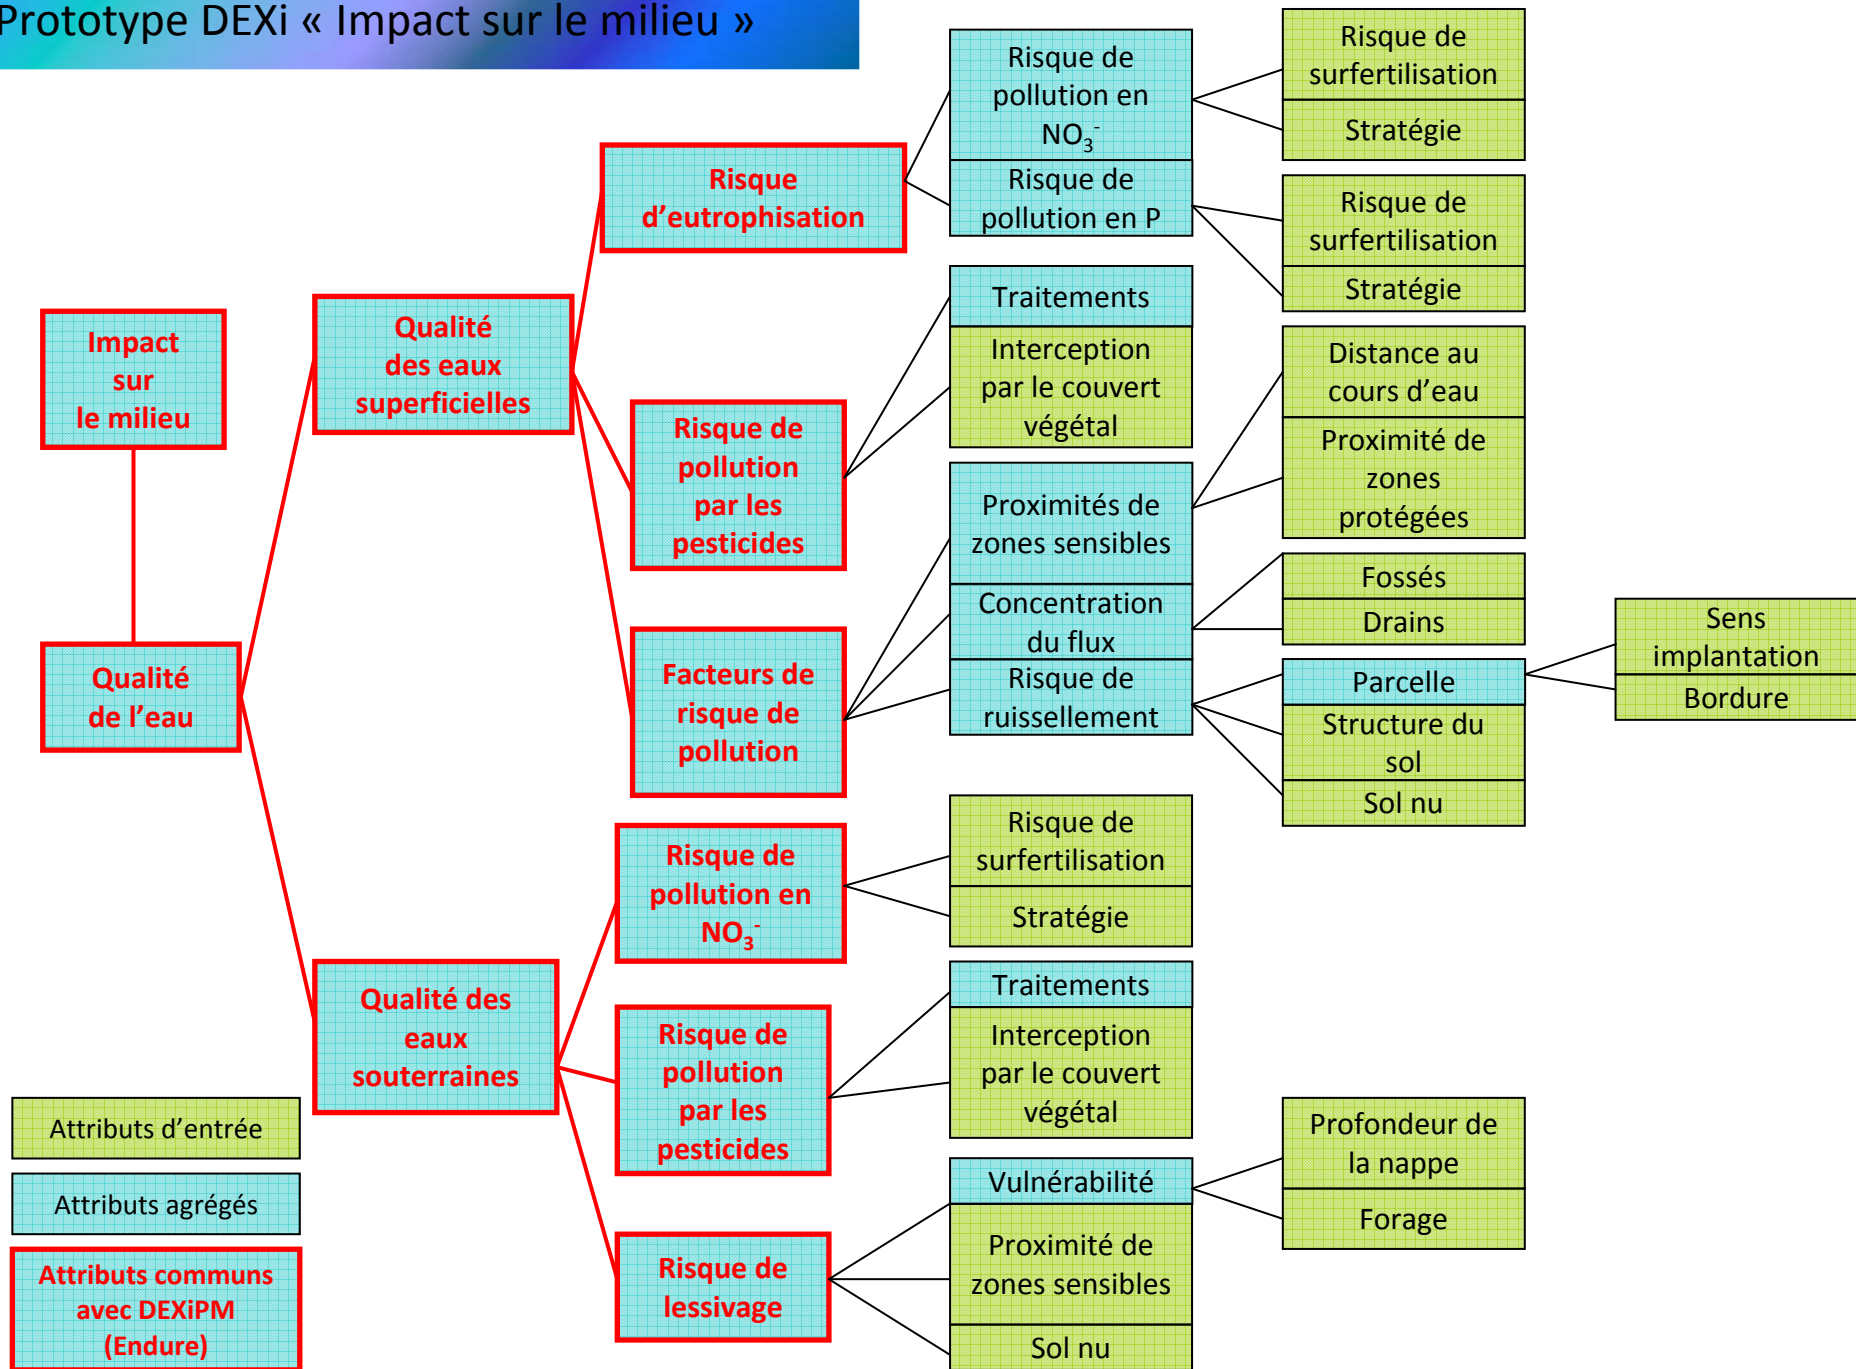 Prototype DEXi « Impact sur le milieu »
Impact
sur
le milieu
Qualité
de l’eau
Qualité
des eaux
superficielles
Qualité des
eaux
souterraines
Risque
d’eutrophisation
Risque de
pollution
par les
pesticides
Facteurs de
risque de
pollution
Risque de
pollution en
NO₃⁻
Risque de
pollution
par les
pesticides
Risque de
lessivage
Risque de
pollution en
NO₃⁻
Risque de
pollution en P
Traitements
Interception
par le couvert
végétal
Proximités de
zones sensibles
Concentration
du flux
Risque de
ruissellement
Risque de
surfertilisation
Stratégie
Traitements
Interception
par le couvert
végétal
Vulnérabilité
Proximité de
zones sensibles
Sol nu
Risque de
surfertilisation
Stratégie
Risque de
surfertilisation
Stratégie
Distance au
cours d’eau
Proximité de
zones
protégées
Fossés
Drains
Parcelle
Structure du
sol
Sol nu
Profondeur de
la nappe
Forage
Sens
implantation
Bordure
Attributs d’entrée
Attributs agrégés
Attributs communs
avec DEXiPM
(Endure)